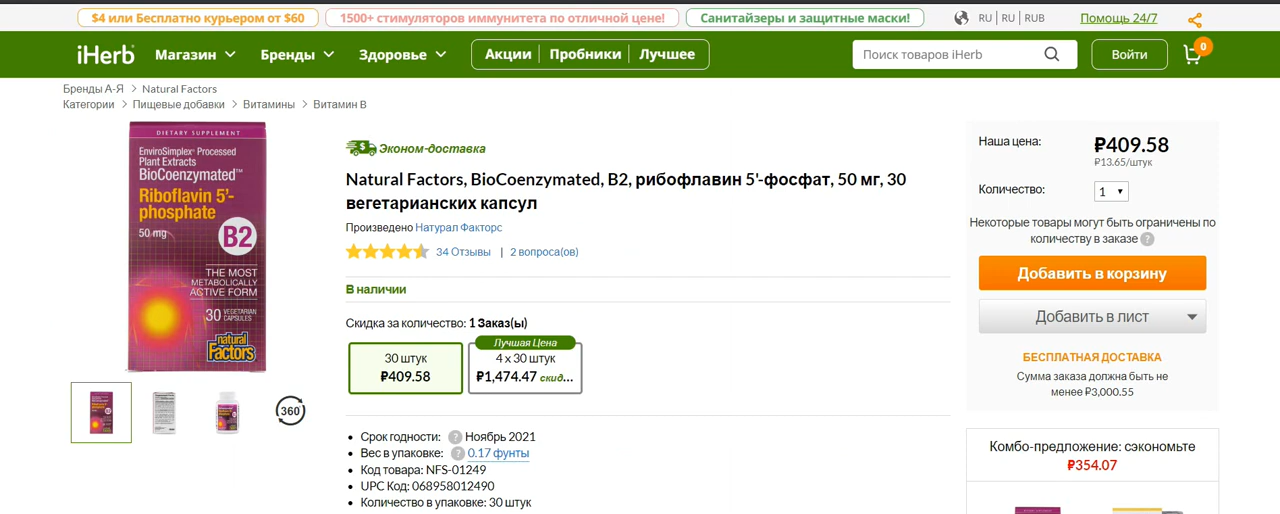 $4 или Бесплатно курьером от $60
1500+ стимуляторов иммунитета по отличной цене!
Санитайзеры и защитные маски!
RU | RU | RUB
Помощь 24/7
iHerb
Магазин
Бренды
Здоровье
Акции | Пробники | Лучшее
Поиск товаров iHerb
Войти
0
Бренды А-Я > Natural Factors
Категории > Пищевые добавки > Витамины > Витамин B
DIETARY SUPPLEMENT
EnviroSimplex® Processed
Plant Extracts
BioCoenzymated™
Riboflavin 5'-
phosphate
50 mg
B2
THE MOST
METABOLICALLY
ACTIVE FORM
30 VEGETARIAN
CAPSULES
natural
Factors
360
Эконом-доставка
Natural Factors, BioCoenzymated, B2, рибофлавин 5'-фосфат, 50 мг, 30
вегетарианских капсул
Произведено Натурал Факторс
34 Отзывы | 2 вопроса(ов)
В наличии
Скидка за количество: 1 Заказ(ы)
30 штук
₽409.58
Лучшая Цена
4 x 30 штук
₽1,474.47 скид...
Срок годности: ? Ноябрь 2021
Вес в упаковке: ? 0.17 фунты
Код товара: NFS-01249
UPC Код: 068958012490
Количество в упаковке: 30 штук
Наша цена: ₽409.58
₽13.65/штук
Количество: 1
Некоторые товары могут быть ограничены по
количеству в заказе ?
Добавить в корзину
Добавить в лист
БЕСПЛАТНАЯ ДОСТАВКА
Сумма заказа должна быть не
менее ₽3,000.55
Комбо-предложение: сэкономьте
₽354.07